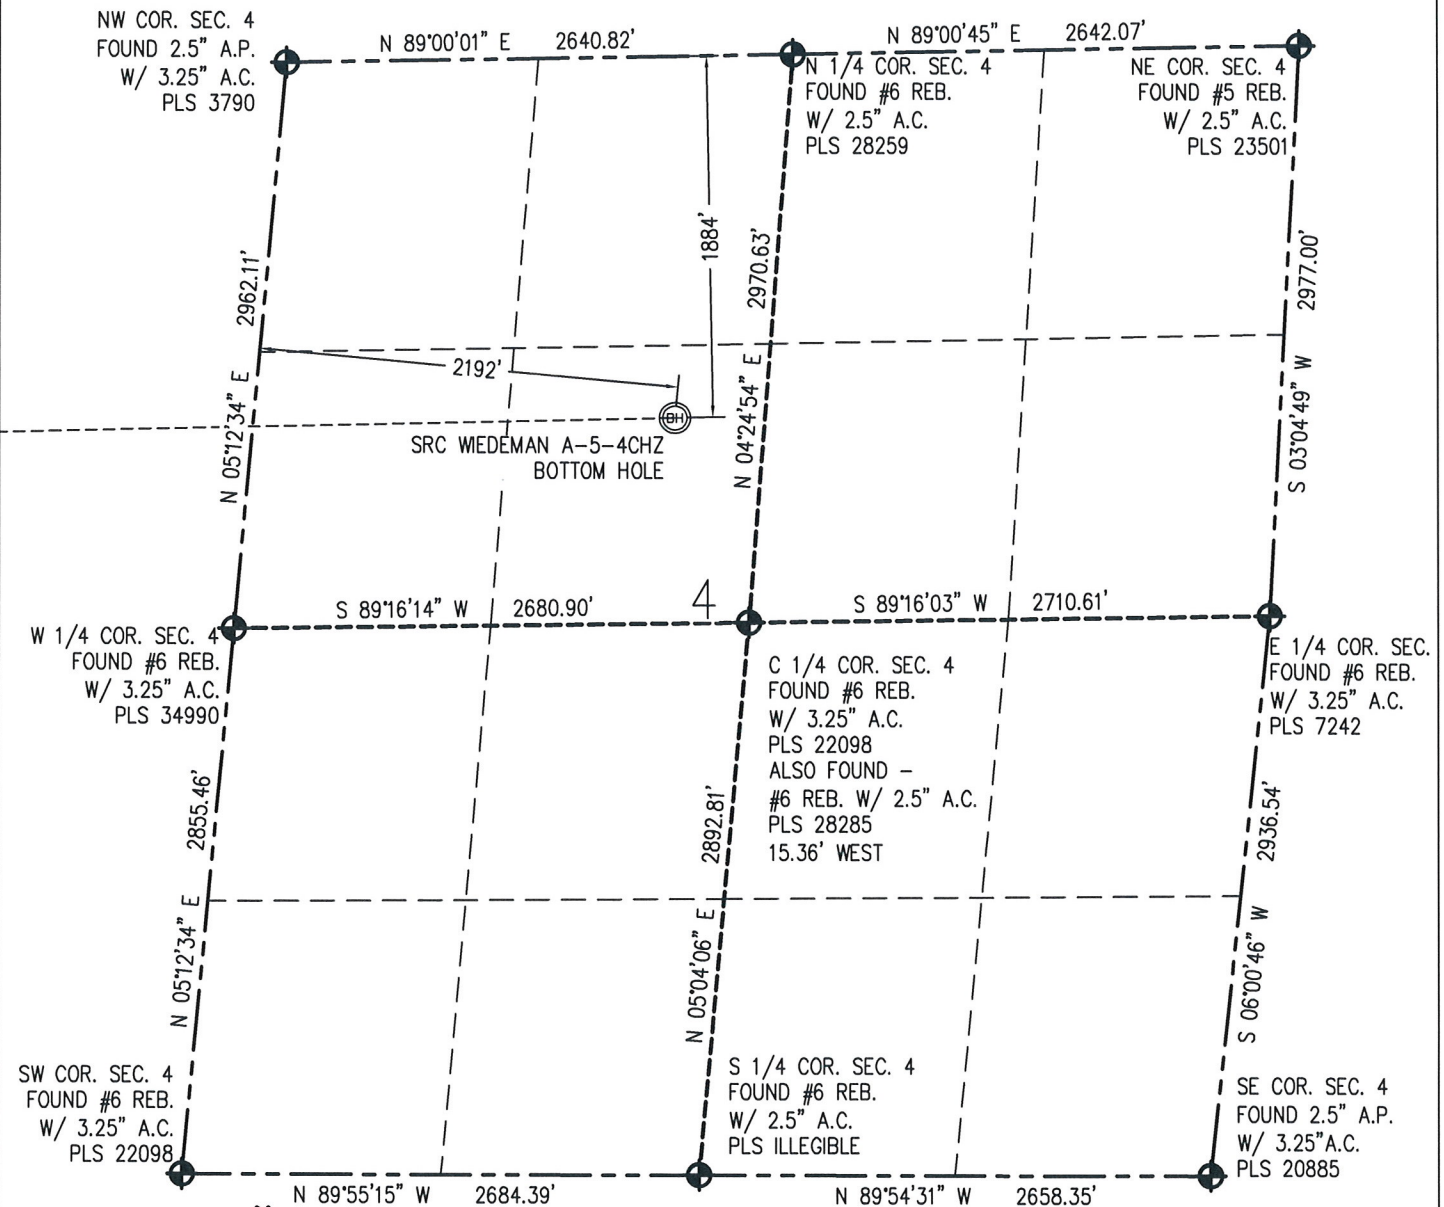 NW COR. SEC. 4
FOUND 2.5" A.P.
W/ 3.25" A.C.
PLS 3790
N 89°00'01" E 2640.82'
N 89°00'45" E 2642.07'
N 1/4 COR. SEC. 4
FOUND #6 REB.
W/ 2.5" A.C.
PLS 28259
NE COR. SEC. 4
FOUND #5 REB.
W/ 2.5" A.C.
PLS 23501
1884'
N 05°12'34" E 2962.11'
N 04°24'54" E 2970.63'
S 03°04'49" W 2977.00'
2192'
BH
SRC WIEDEMAN A-5-4CHZ
BOTTOM HOLE
S 89°16'14" W 2680.90'
4
S 89°16'03" W 2710.61'
W 1/4 COR. SEC. 4
FOUND #6 REB.
W/ 3.25" A.C.
PLS 34990
C 1/4 COR. SEC. 4
FOUND #6 REB.
W/ 3.25" A.C.
PLS 22098
ALSO FOUND -
#6 REB. W/ 2.5" A.C.
PLS 28285
15.36' WEST
E 1/4 COR. SEC.
FOUND #6 REB.
W/ 3.25" A.C.
PLS 7242
N 05°12'34" E 2855.46'
N 05°04'06" E 2892.81'
S 06°00'46" W 2936.54'
SW COR. SEC. 4
FOUND #6 REB.
W/ 3.25" A.C.
PLS 22098
S 1/4 COR. SEC. 4
FOUND #6 REB.
W/ 2.5" A.C.
PLS ILLEGIBLE
SE COR. SEC. 4
FOUND 2.5" A.P.
W/ 3.25"A.C.
PLS 20885
N 89°55'15" W 2684.39'
N 89°54'31" W 2658.35'